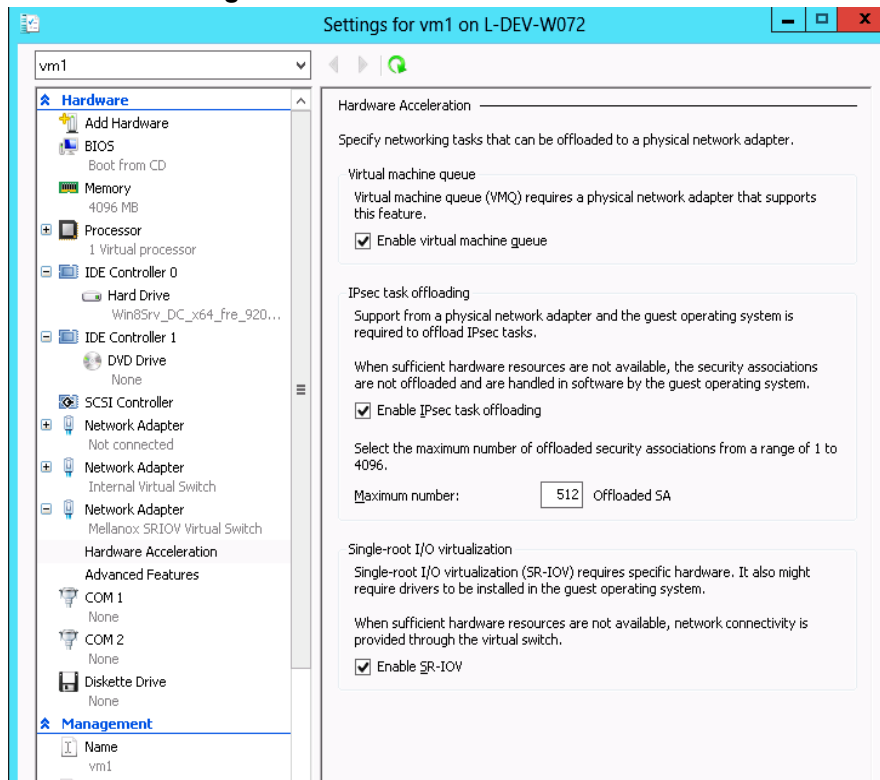 Settings for vm1 on L-DEV-W072
vm1
Hardware
Add Hardware
BIOS
Boot from CD
Memory
4096 MB
Processor
1 Virtual processor
IDE Controller 0
Hard Drive
Win8Srv_DC_x64_fre_920...
IDE Controller 1
DVD Drive
None
SCSI Controller
Network Adapter
Not connected
Network Adapter
Internal Virtual Switch
Network Adapter
Mellanox SRIOV Virtual Switch
Hardware Acceleration
Advanced Features
COM 1
None
COM 2
None
Diskette Drive
None
Management
Name
vm1
Hardware Acceleration
Specify networking tasks that can be offloaded to a physical network adapter.
Virtual machine queue
Virtual machine queue (VMQ) requires a physical network adapter that supports
this feature.
Enable virtual machine queue
IPsec task offloading
Support from a physical network adapter and the guest operating system is
required to offload IPsec tasks.
When sufficient hardware resources are not available, the security associations
are not offloaded and are handled in software by the guest operating system.
Enable IPsec task offloading
Select the maximum number of offloaded security associations from a range of 1 to
4096.
Maximum number: 512 Offloaded SA
Single-root I/O virtualization
Single-root I/O virtualization (SR-IOV) requires specific hardware. It also might
require drivers to be installed in the guest operating system.
When sufficient hardware resources are not available, network connectivity is
provided through the virtual switch.
Enable SR-IOV